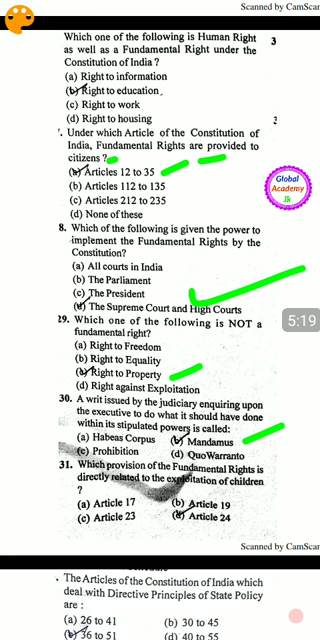 Scanned by CamScan
Which one of the following is Human Right
as well as a Fundamental Right under the
Constitution of India ?
3
(a) Right to information
(b) Right to education
(c) Right to work
(d) Right to housing
Under which Article of the Constitution of
India, Fundamental Rights are provided to
citizens ?
(a) Articles 12 to 35
(b) Articles 112 to 135
(c) Articles 212 to 235
(d) None of these
Global
Academy
Jk
8. Which of the following is given the power to
implement the Fundamental Rights by the
Constitution?
(a) All courts in India
(b) The Parliament
(c) The President
(d) The Supreme Court and High Courts
5:19
29. Which one of the following is NOT a
fundamental right?
(a) Right to Freedom
(b) Right to Equality
Right to Property
(d) Right against Exploitation
30. A writ issued by the judiciary enquiring upon
the executive to do what it should have done
within its stipulated powers is called:
(a) Habeas Corpus (b) Mandamus
(c) Prohibition (d) QuoWarranto
31. Which provision of the Fundamental Rights is
directly related to the exploitation of children
?
(a) Article 17 (b) Article 19
(c) Article 23 (d) Article 24
Scanned by CamScan
The Articles of the Constitution of India which
deal with Directive Principles of State Policy
are :
(a) 26 to 41 (b) 30 to 45
36 to 51 (d) 40 to 55